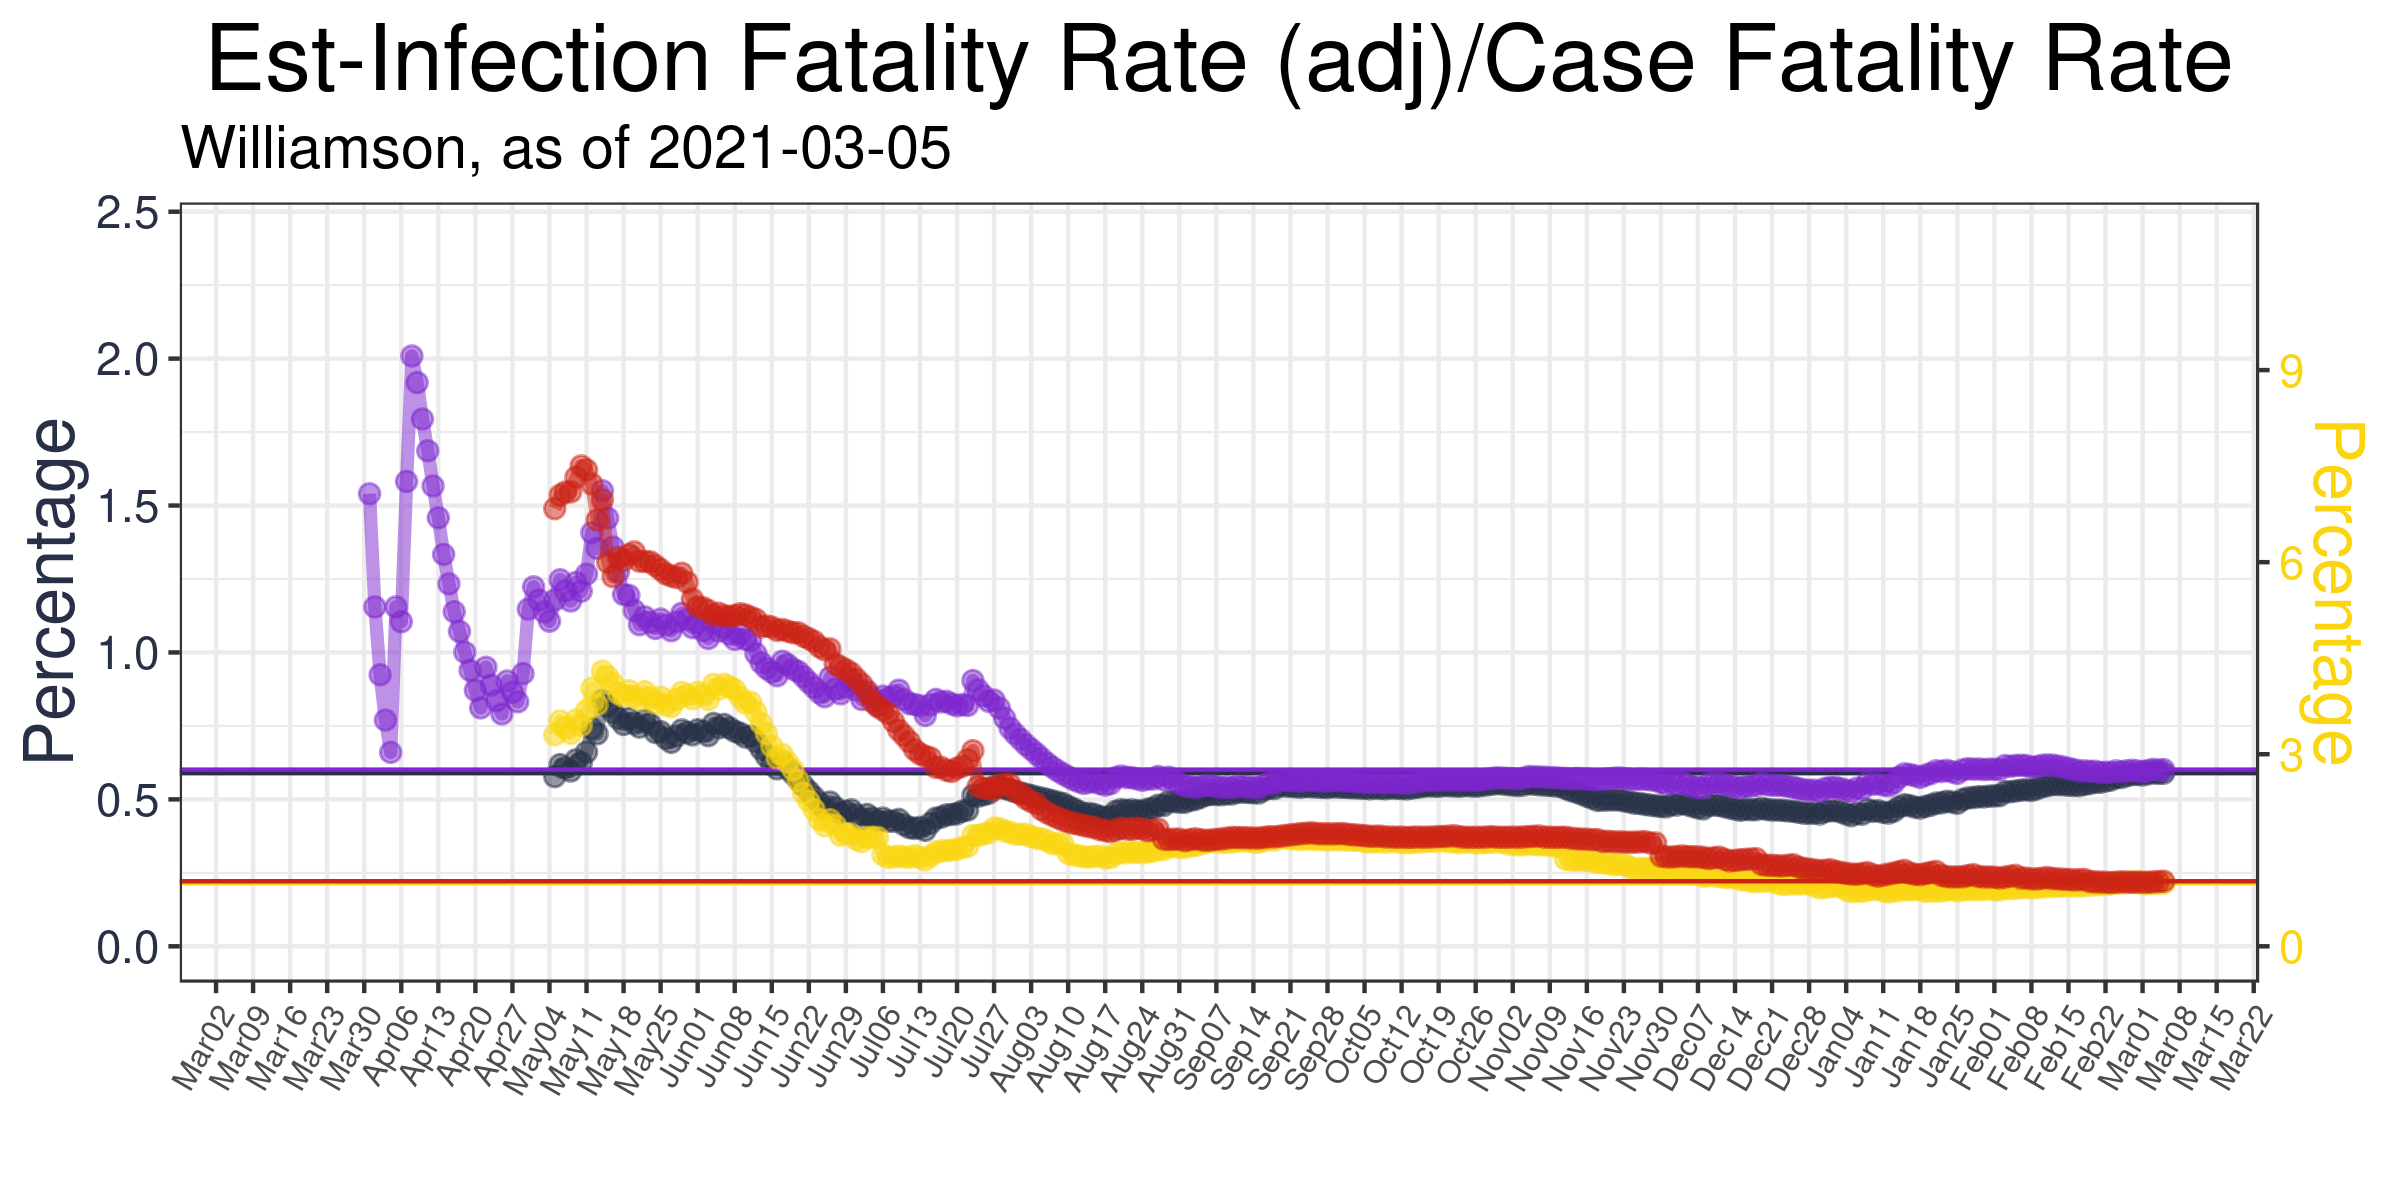 Est-Infection Fatality Rate (adj)/Case Fatality Rate
Williamson, as of 2021-03-05
Percentage
2.5
2.0
1.5
1.0
0.5
0.0
9
6
3
0
Percentage
Mar02 Mar09 Mar16 Mar23 Mar30 Apr06 Apr13 Apr20 Apr27 May04 May11 May18 May25 Jun01 Jun08 Jun15 Jun22 Jun29 Jul06 Jul13 Jul20 Jul27 Aug03 Aug10 Aug17 Aug24 Aug31 Sep07 Sep14 Sep21 Sep28 Oct05 Oct12 Oct19 Oct26 Nov02 Nov09 Nov16 Nov23 Nov30 Dec07 Dec14 Dec21 Dec28 Jan04 Jan11 Jan18 Jan25 Feb01 Feb08 Feb15 Feb22 Mar01 Mar08 Mar15 Mar22